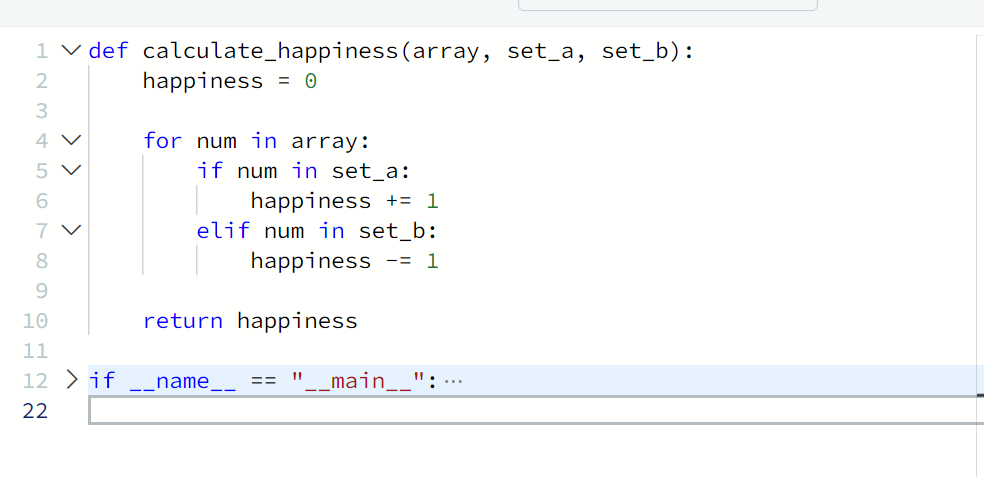 1 def calculate_happiness(array, set_a, set_b):
2     happiness = 0
3
4     for num in array:
5         if num in set_a:
6             happiness += 1
7         elif num in set_b:
8             happiness -= 1
9
10     return happiness
11
12 if __name__ == "__main__":···
22